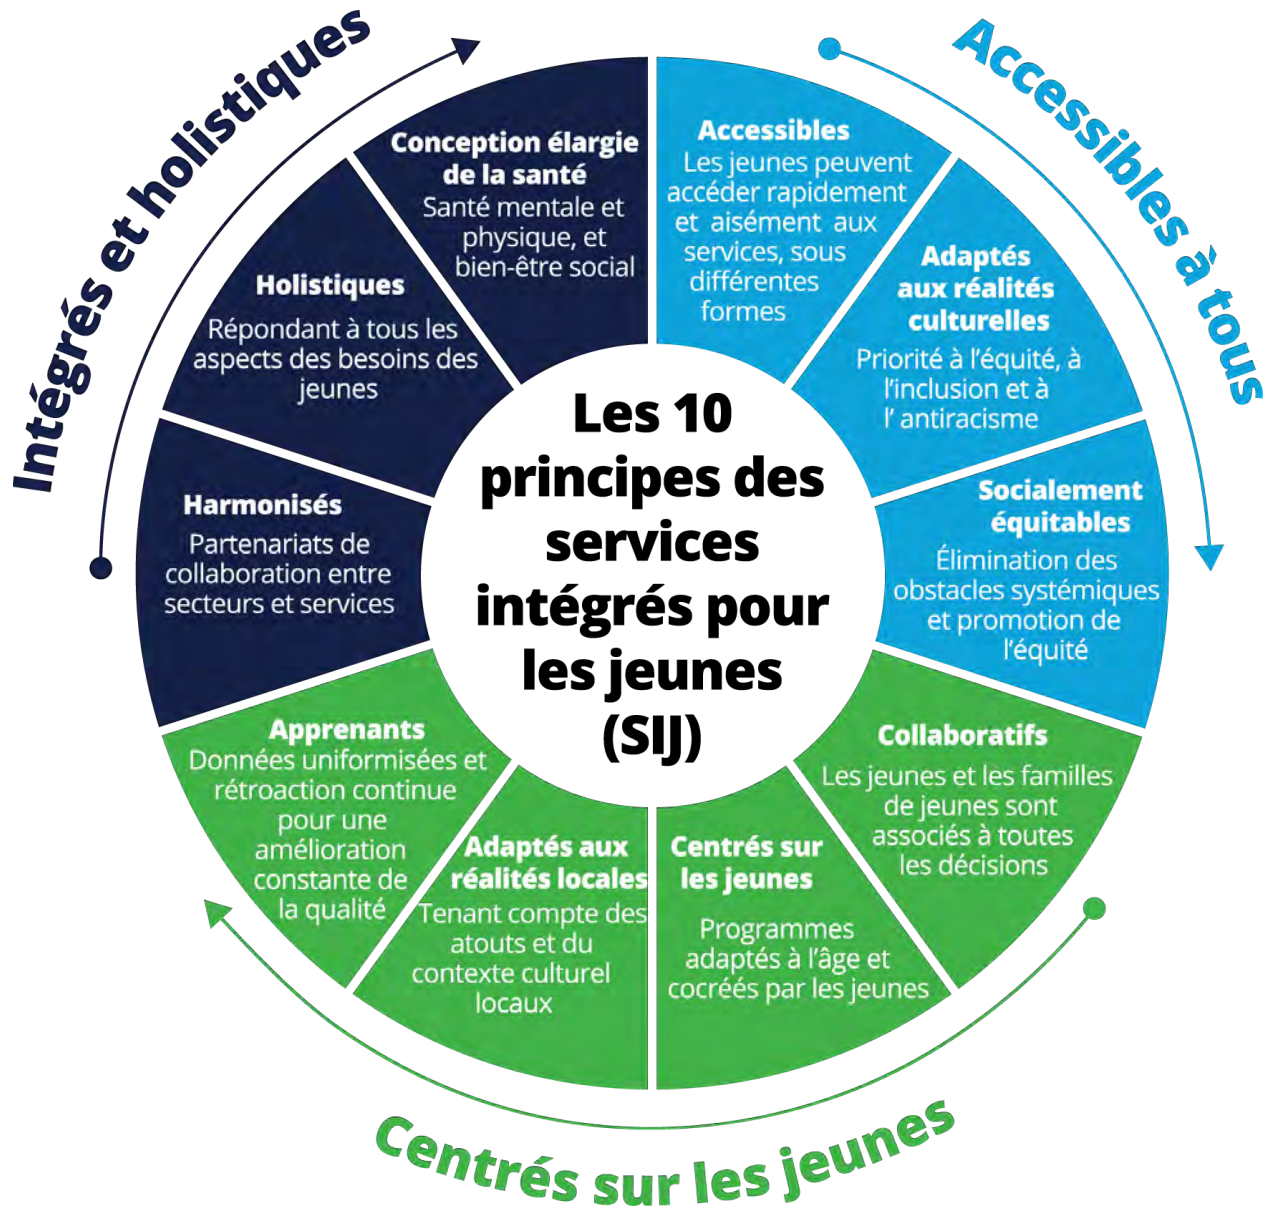 Les 10
principes des
services
intégrés pour
les jeunes
(SIJ)
Accessibles à tous
Accessibles
Les jeunes peuvent
accéder rapidement
et aisément aux
services, sous
différentes
formes
Adaptés
aux réalités
culturelles
Priorité à l'équité, à
l'inclusion et à
l' antiracisme
Socialement
équitables
Élimination des
obstacles systémiques
et promotion de
l'équité
Centrés sur les jeunes
Collaboratifs
Les jeunes et les familles
de jeunes sont
associés à toutes
les décisions
Centrés sur
les jeunes
Programmes
adaptés à l'âge et
cocréés par les jeunes
Adaptés aux
réalités locales
Tenant compte des
atouts et du
contexte culturel
locaux
Apprenants
Données uniformisées et
rétroaction continue
pour une
amélioration
constante de
la qualité
Intégrés et holistiques
Harmonisés
Partenariats de
collaboration entre
secteurs et services
Holistiques
Répondant à tous les
aspects des besoins des
jeunes
Conception élargie
de la santé
Santé mentale et
physique, et
bien-être social